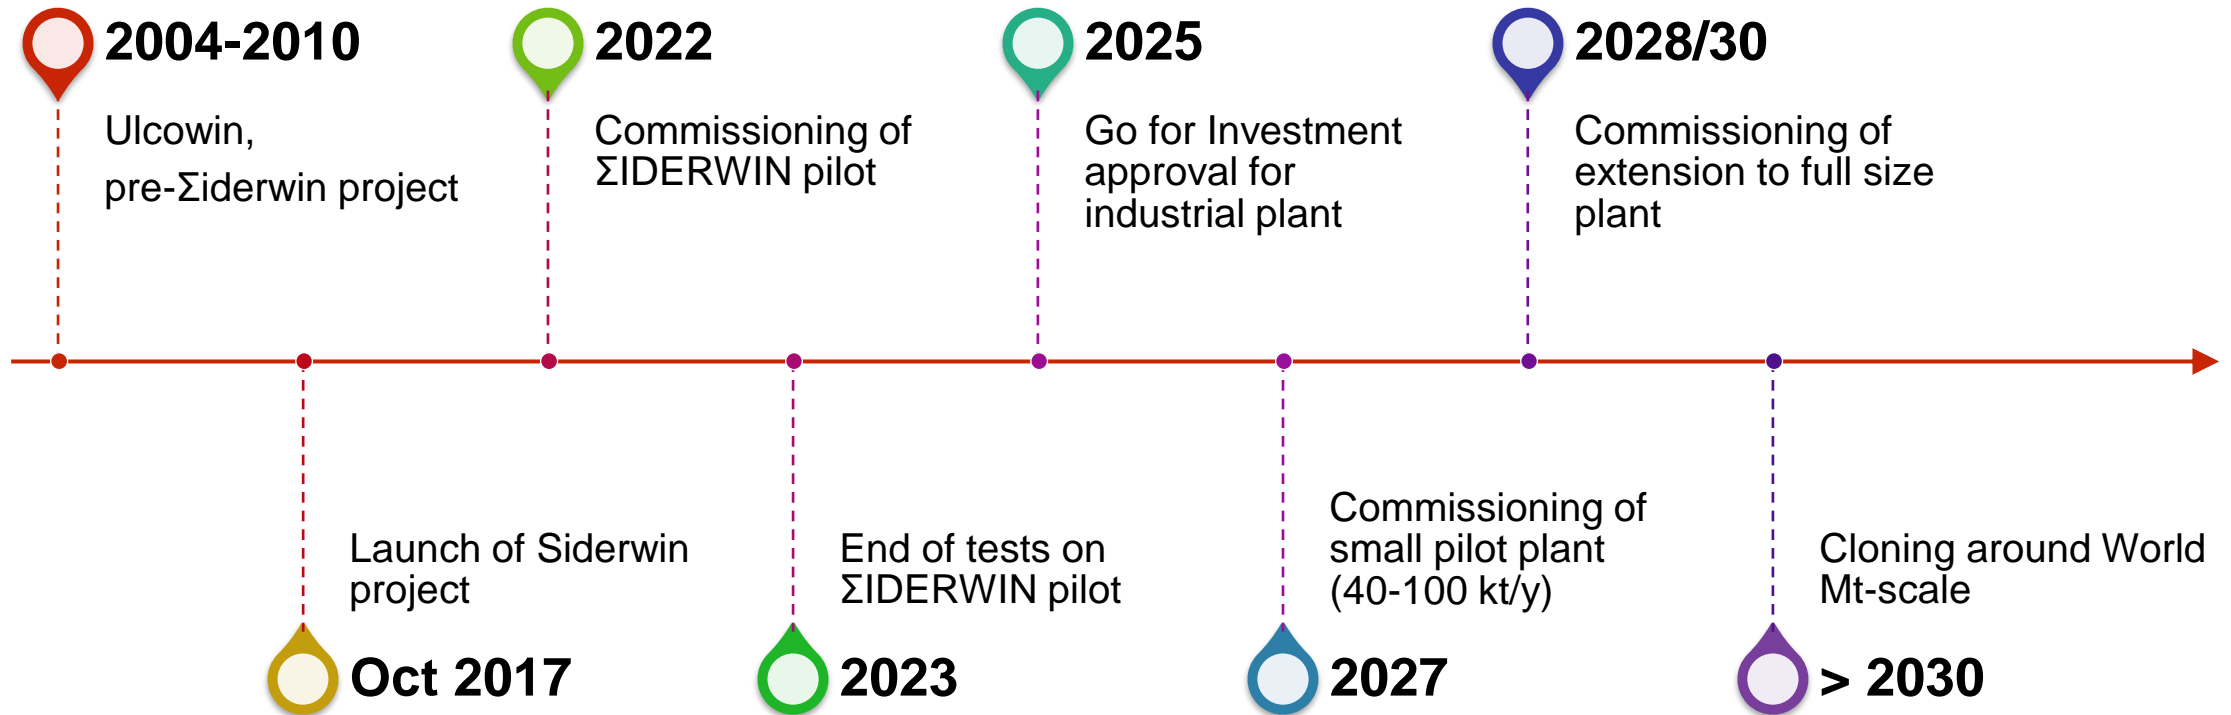 2004-2010
Ulcowin,
pre-Σiderwin project
Oct 2017
Launch of Siderwin
project
2022
Commissioning of
ΣIDERWIN pilot
2023
End of tests on
ΣIDERWIN pilot
2025
Go for Investment
approval for
industrial plant
2027
Commissioning of
small pilot plant
(40-100 kt/y)
2028/30
Commissioning of
extension to full size
plant
> 2030
Cloning around World
Mt-scale